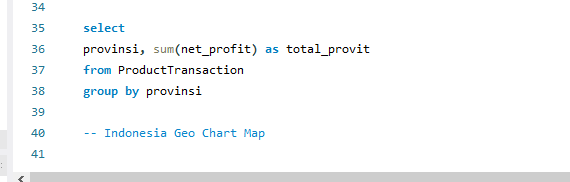 34
35 select
36 provinsi, sum(net_profit) as total_provit
37 from ProductTransaction
38 group by provinsi
39
40 -- Indonesia Geo Chart Map
41